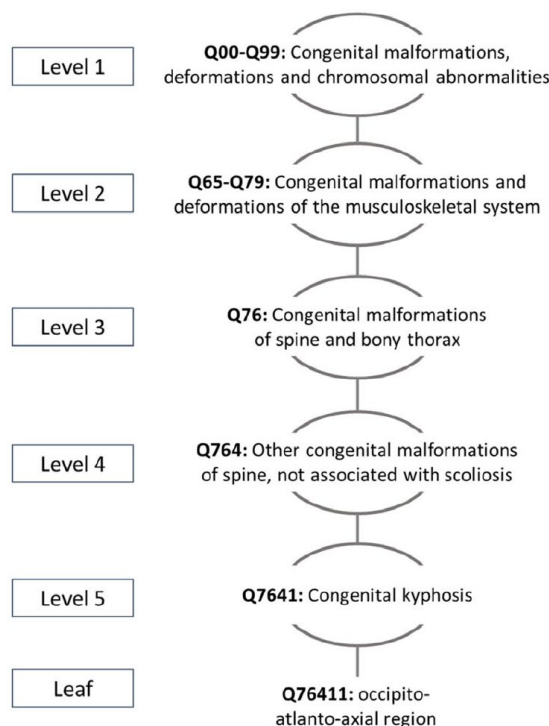 Level 1
Q00-Q99: Congenital malformations,
deformations and chromosomal abnormalities
Level 2
Q65-Q79: Congenital malformations and
deformations of the musculoskeletal system
Level 3
Q76: Congenital malformations
of spine and bony thorax
Level 4
Q764: Other congenital malformations
of spine, not associated with scoliosis
Level 5
Q7641: Congenital kyphosis
Leaf
Q76411: occipito-
atlanto-axial region